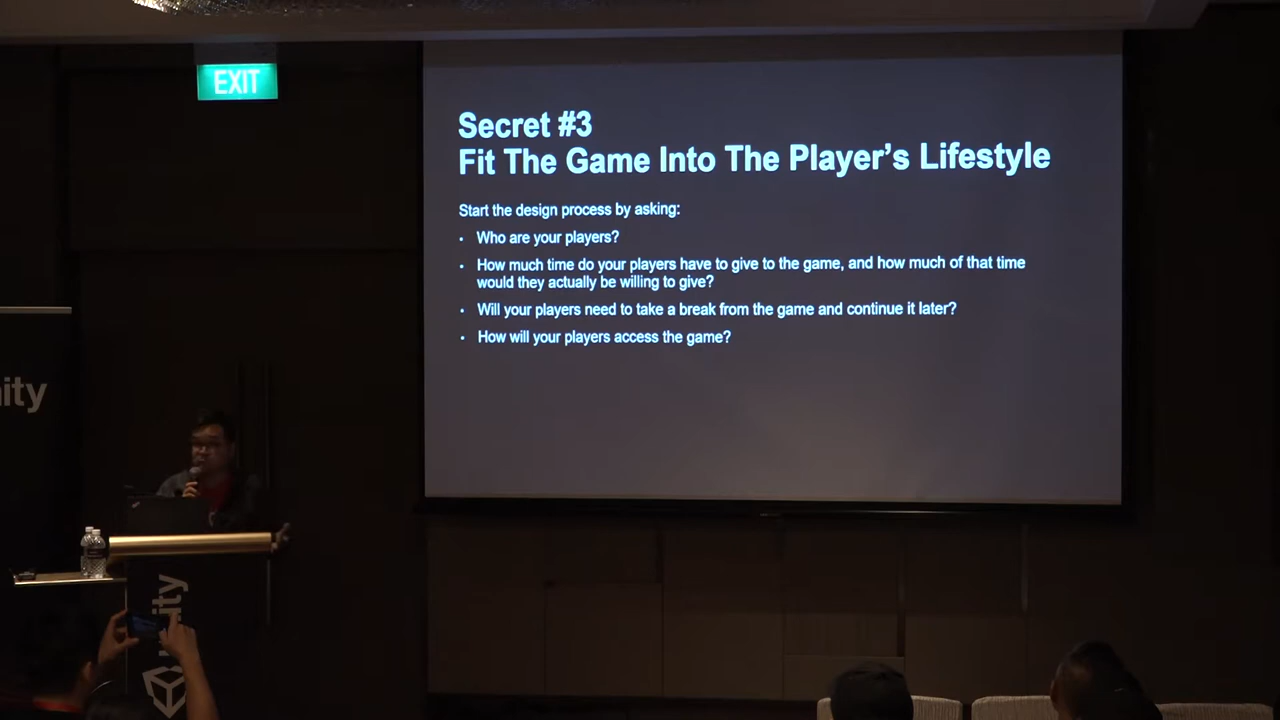 EXIT
Secret #3
Fit The Game Into The Player's Lifestyle
Start the design process by asking:
• Who are your players?
• How much time do your players have to give to the game, and how much of that time
would they actually be willing to give?
• Will your players need to take a break from the game and continue it later?
• How will your players access the game?
nity
unity